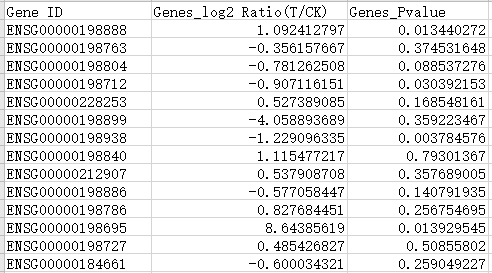 Gene ID Genes_log2 Ratio(T/CK) Genes_Pvalue
ENSG00000198888 1.092412797 0.013440272
ENSG00000198763 -0.356157667 0.374531648
ENSG00000198804 -0.781262508 0.088537276
ENSG00000198712 -0.907116151 0.030392153
ENSG00000228253 0.527389085 0.168548161
ENSG00000198899 -4.058893689 0.359223467
ENSG00000198938 -1.229096335 0.003784576
ENSG00000198840 1.115477217 0.79301367
ENSG00000212907 0.537908708 0.357689005
ENSG00000198886 -0.577058447 0.140791935
ENSG00000198786 0.827684451 0.256754695
ENSG00000198695 8.64385619 0.013929545
ENSG00000198727 0.485426827 0.50855802
ENSG00000184661 -0.600034321 0.259049227